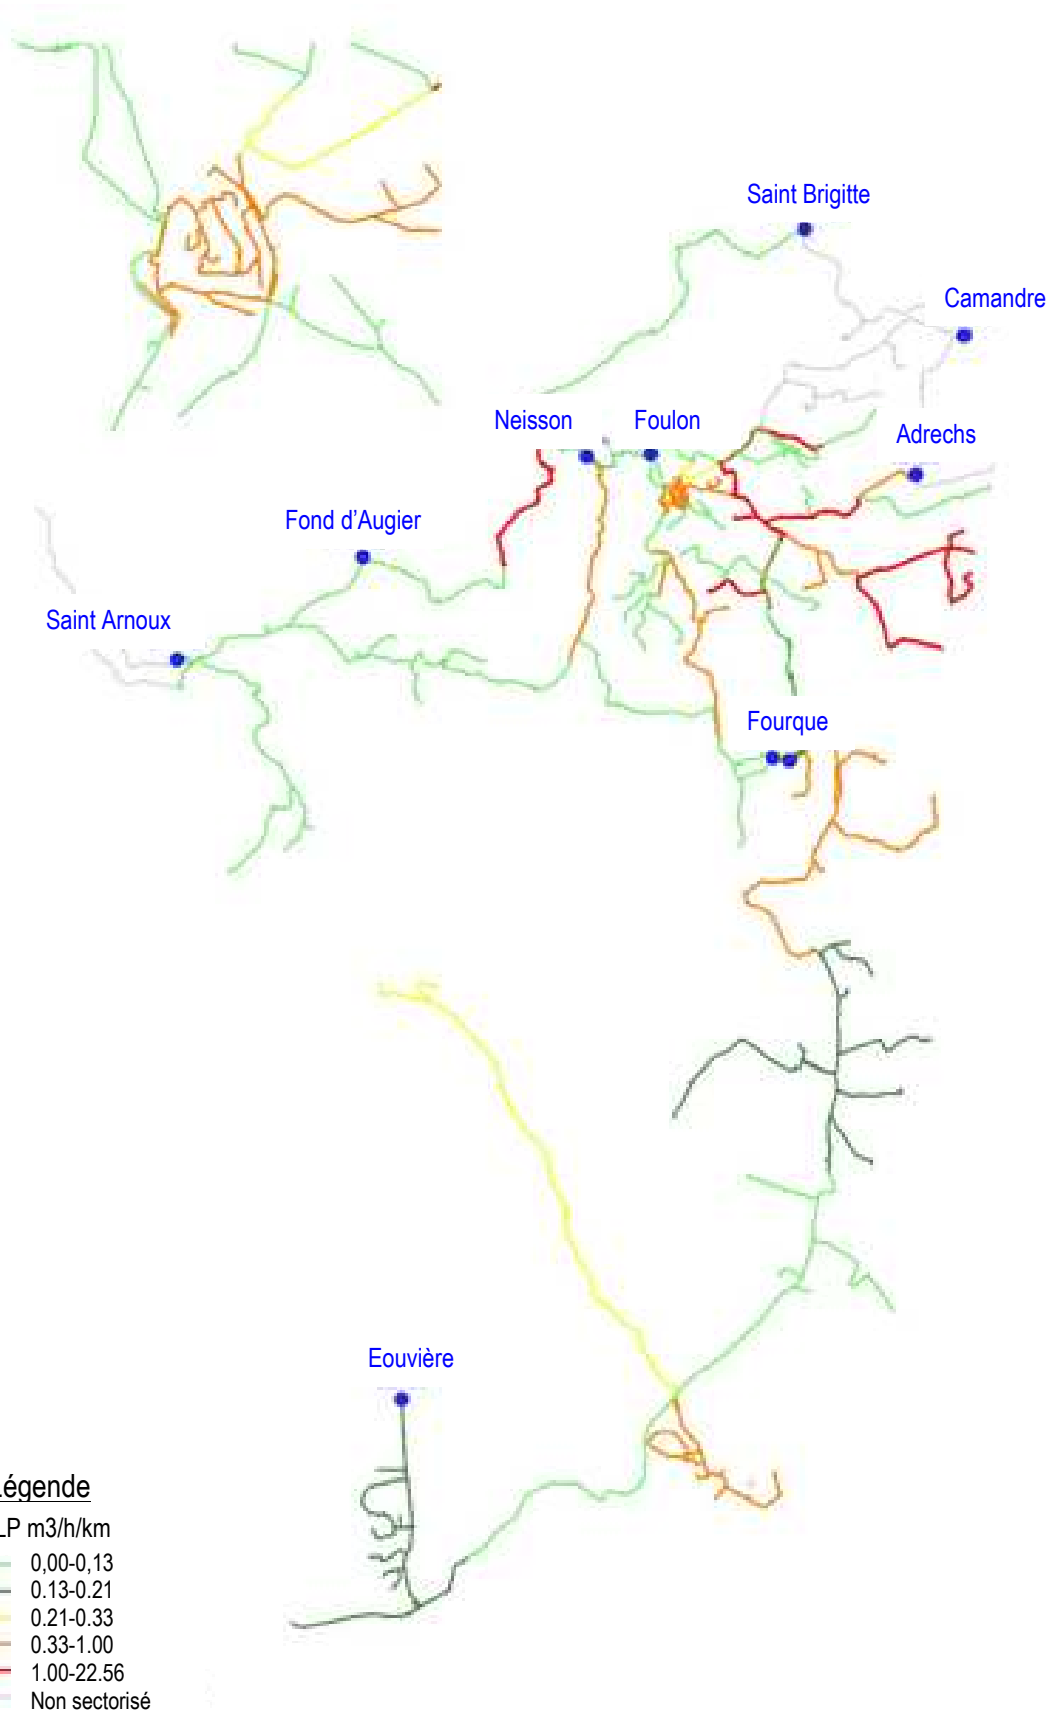 Saint Brigitte
Camandre
Neisson
Foulon
Adrechs
Fond d'Augier
Saint Arnoux
Fourque
Eouvière
Légende
LP m3/h/km
0,00-0,13
0.13-0.21
0.21-0.33
0.33-1.00
1.00-22.56
Non sectorisé